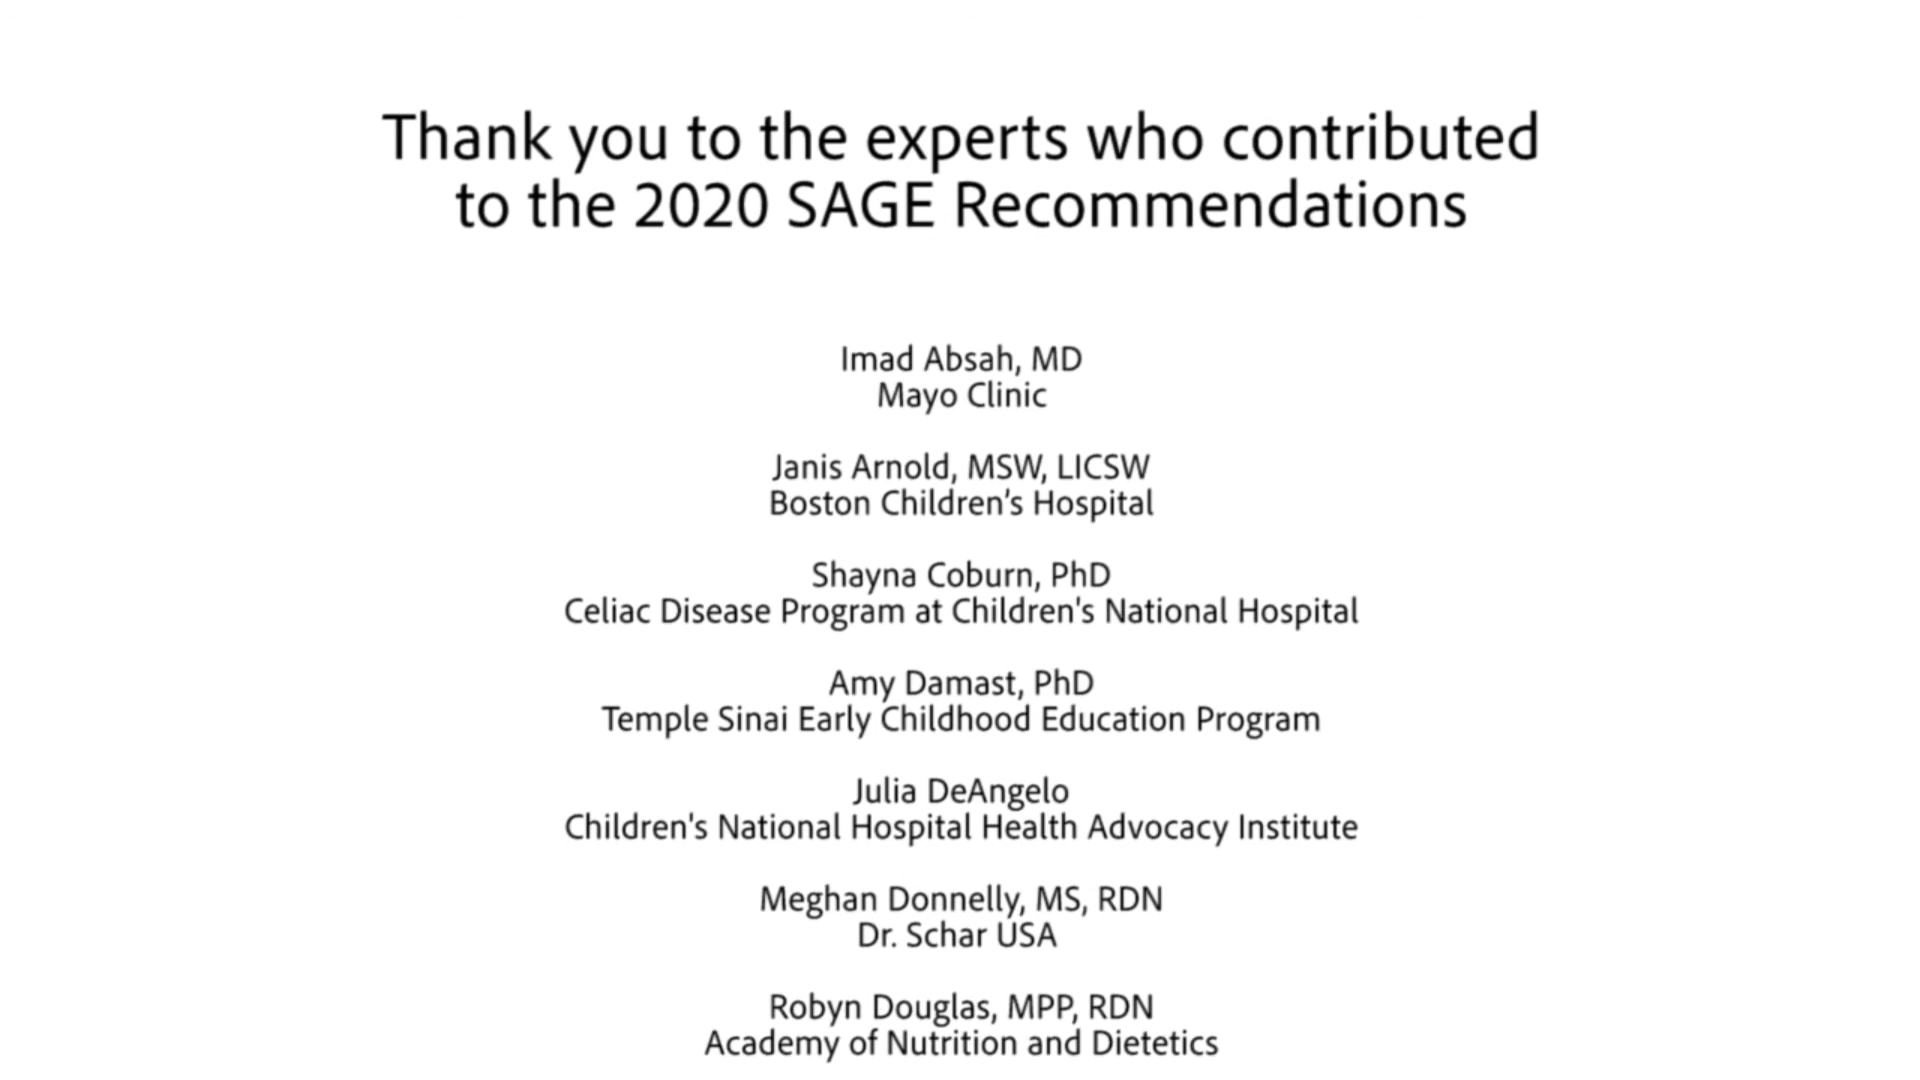 Thank you to the experts who contributed
to the 2020 SAGE Recommendations
Imad Absah, MD
Mayo Clinic
Janis Arnold, MSW, LICSW
Boston Children's Hospital
Shayna Coburn, PhD
Celiac Disease Program at Children's National Hospital
Amy Damast, PhD
Temple Sinai Early Childhood Education Program
Julia DeAngelo
Children's National Hospital Health Advocacy Institute
Meghan Donnelly, MS, RDN
Dr. Schar USA
Robyn Douglas, MPP, RDN
Academy of Nutrition and Dietetics